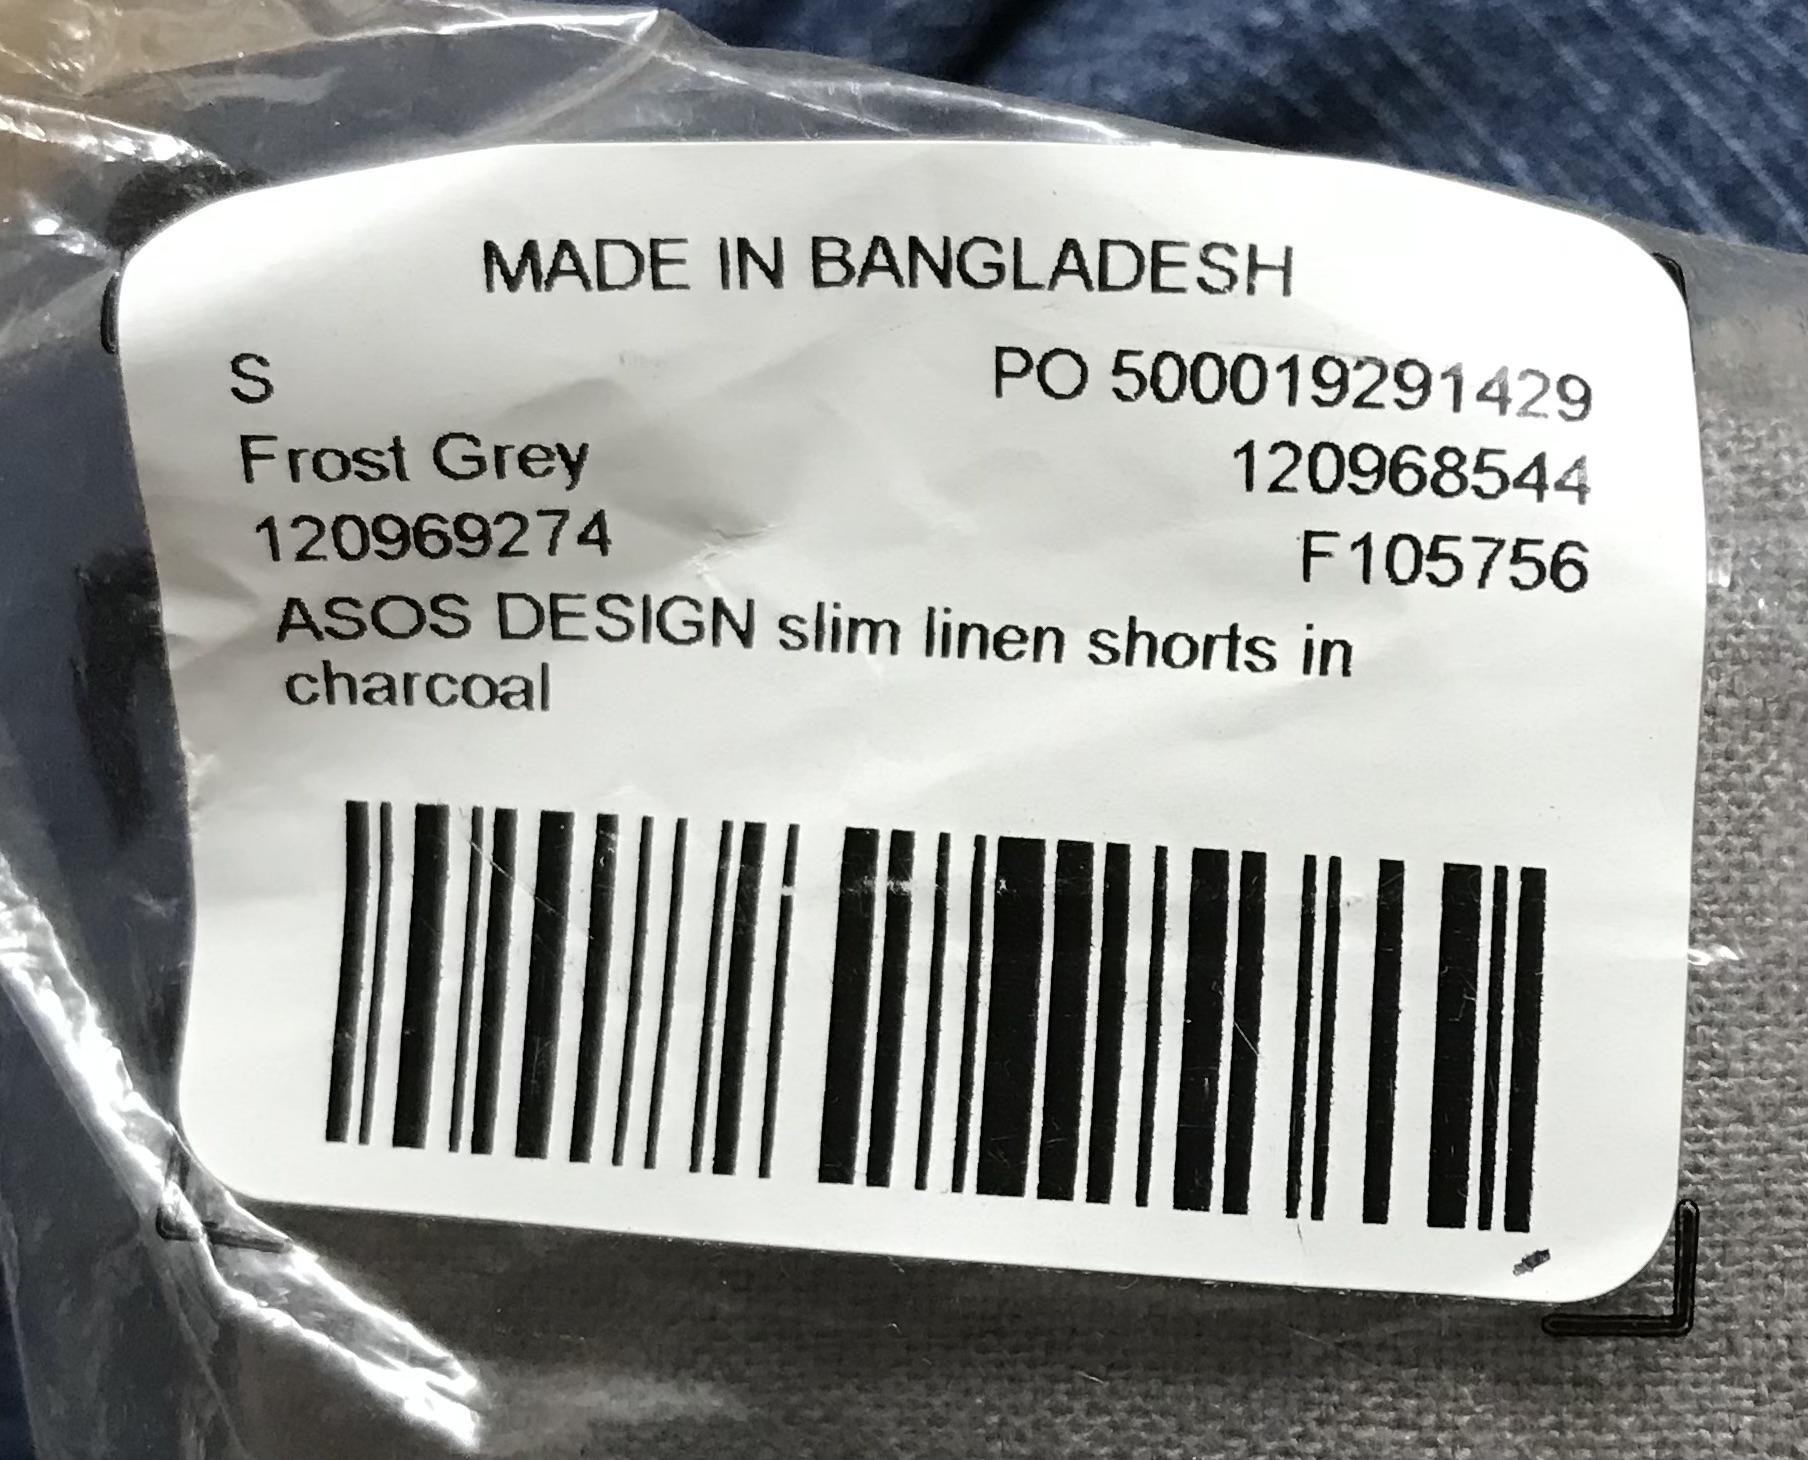 MADE IN BANGLADESH
S PO 500019291429
Frost Grey 120968544
120969274 F105756
ASOS DESIGN slim linen shorts in
charcoal